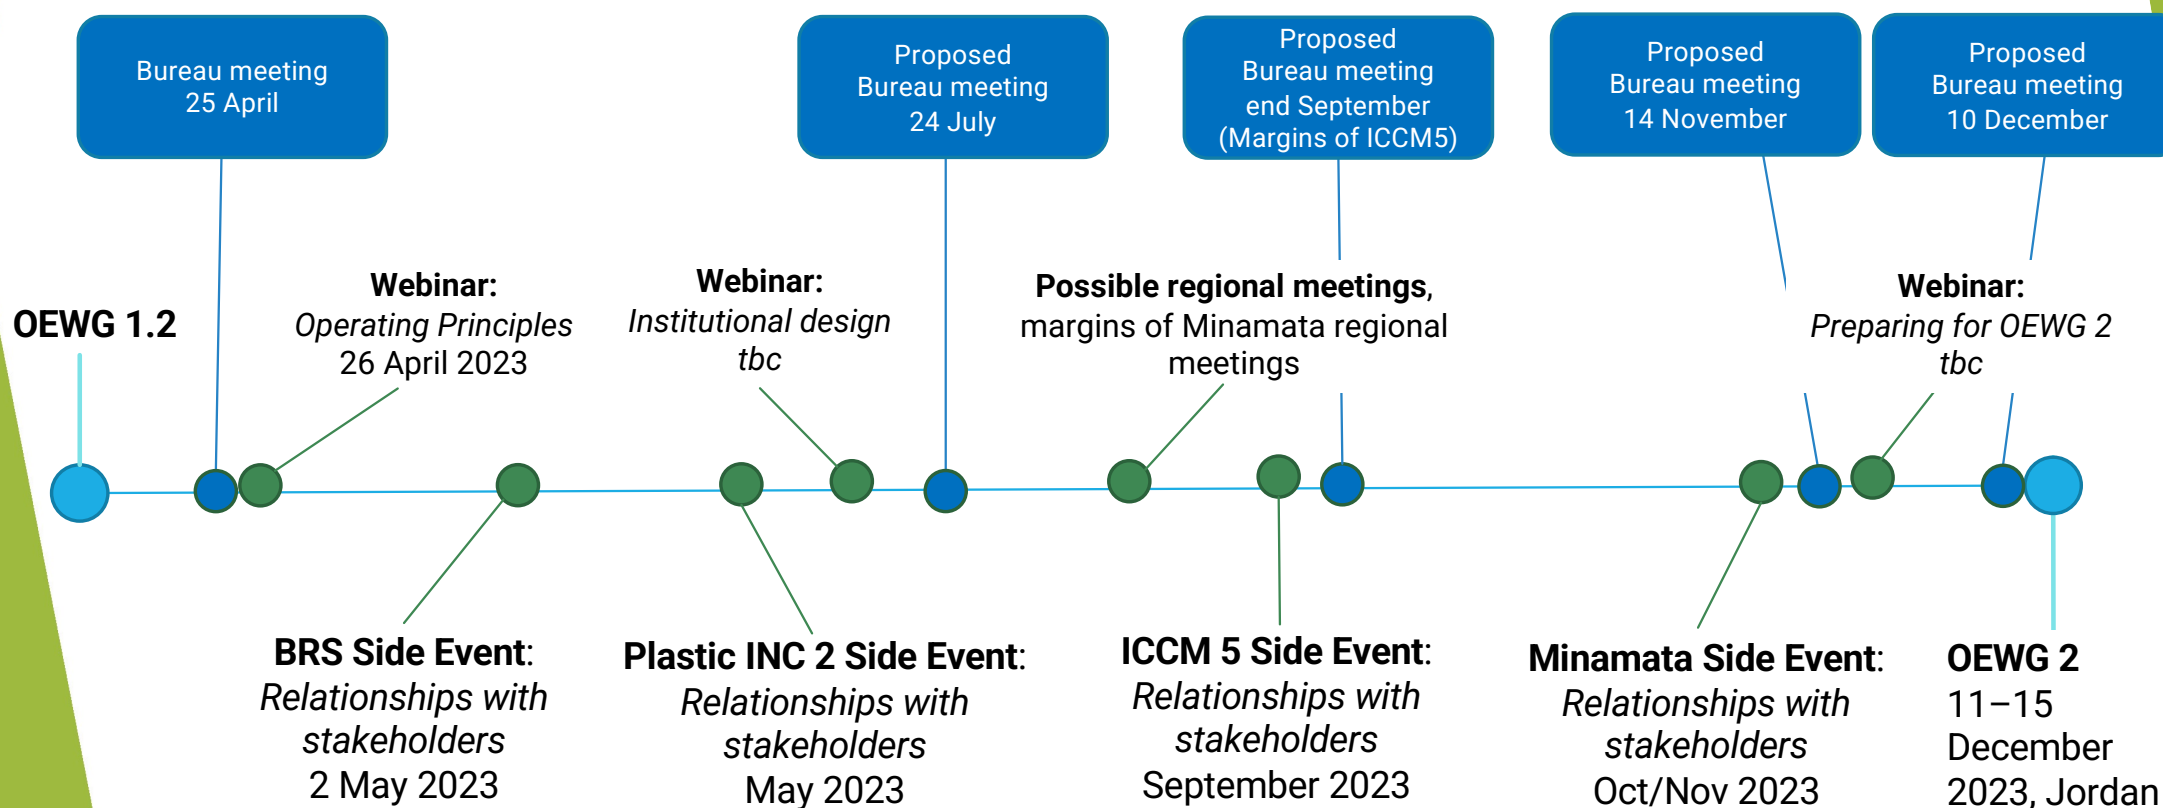 Bureau meeting
25 April
Proposed
Bureau meeting
24 July
Proposed
Bureau meeting
end September
(Margins of ICCM5)
Proposed
Bureau meeting
14 November
Proposed
Bureau meeting
10 December
OEWG 1.2
Webinar:
Operating Principles
26 April 2023
Webinar:
Institutional design
tbc
Possible regional meetings,
margins of Minamata regional
meetings
Webinar:
Preparing for OEWG 2
tbc
BRS Side Event:
Relationships with
stakeholders
2 May 2023
Plastic INC 2 Side Event:
Relationships with
stakeholders
May 2023
ICCM 5 Side Event:
Relationships with
stakeholders
September 2023
Minamata Side Event:
Relationships with
stakeholders
Oct/Nov 2023
OEWG 2
11–15
December
2023, Jordan